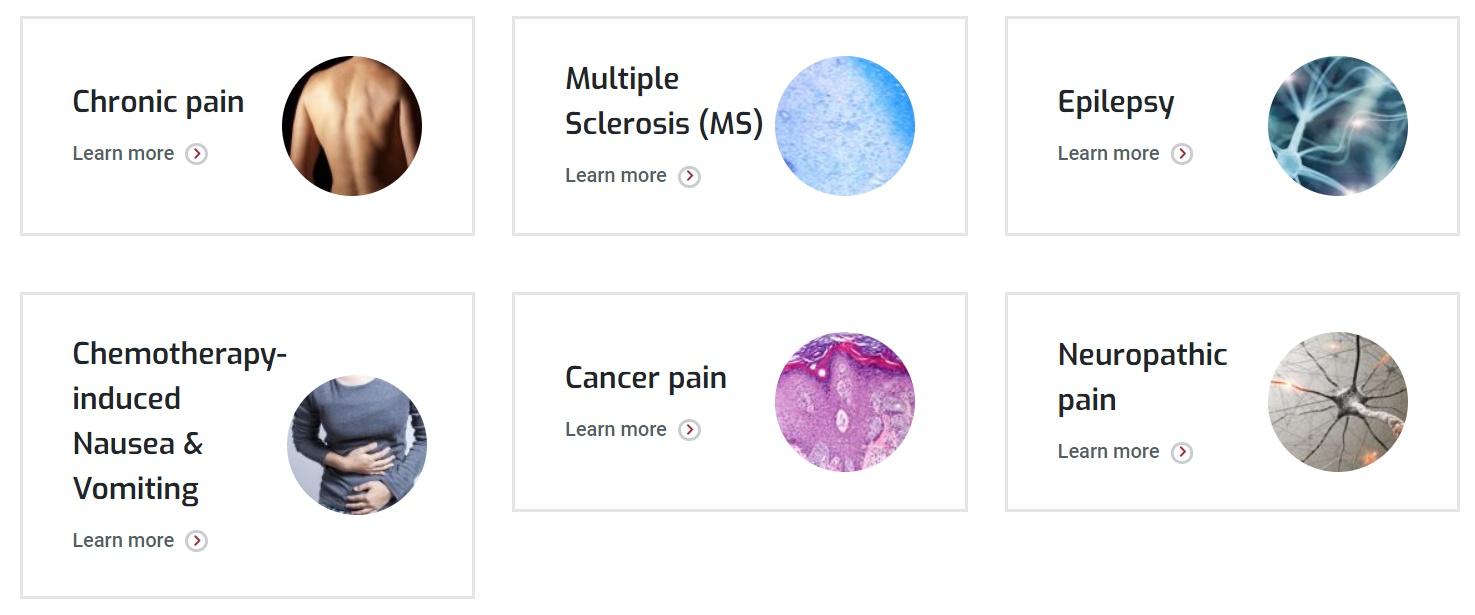 Chronic pain
Learn more
Multiple
Sclerosis (MS)
Learn more
Epilepsy
Learn more
Chemotherapy-
induced
Nausea &
Vomiting
Learn more
Cancer pain
Learn more
Neuropathic
pain
Learn more